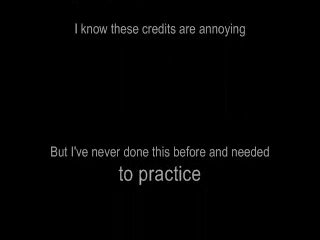 I know these credits are annoying
But I've never done this before and needed
to practice